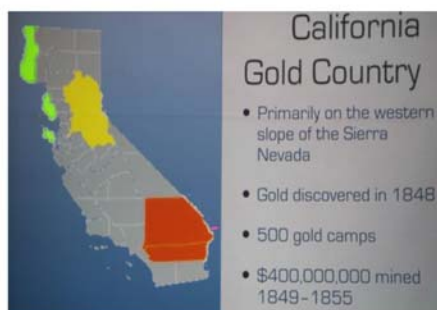 California
Gold Country
• Primarily on the western
slope of the Sierra
Nevada
• Gold discovered in 1848
• 500 gold camps
• $400,000,000 mined
1849-1855